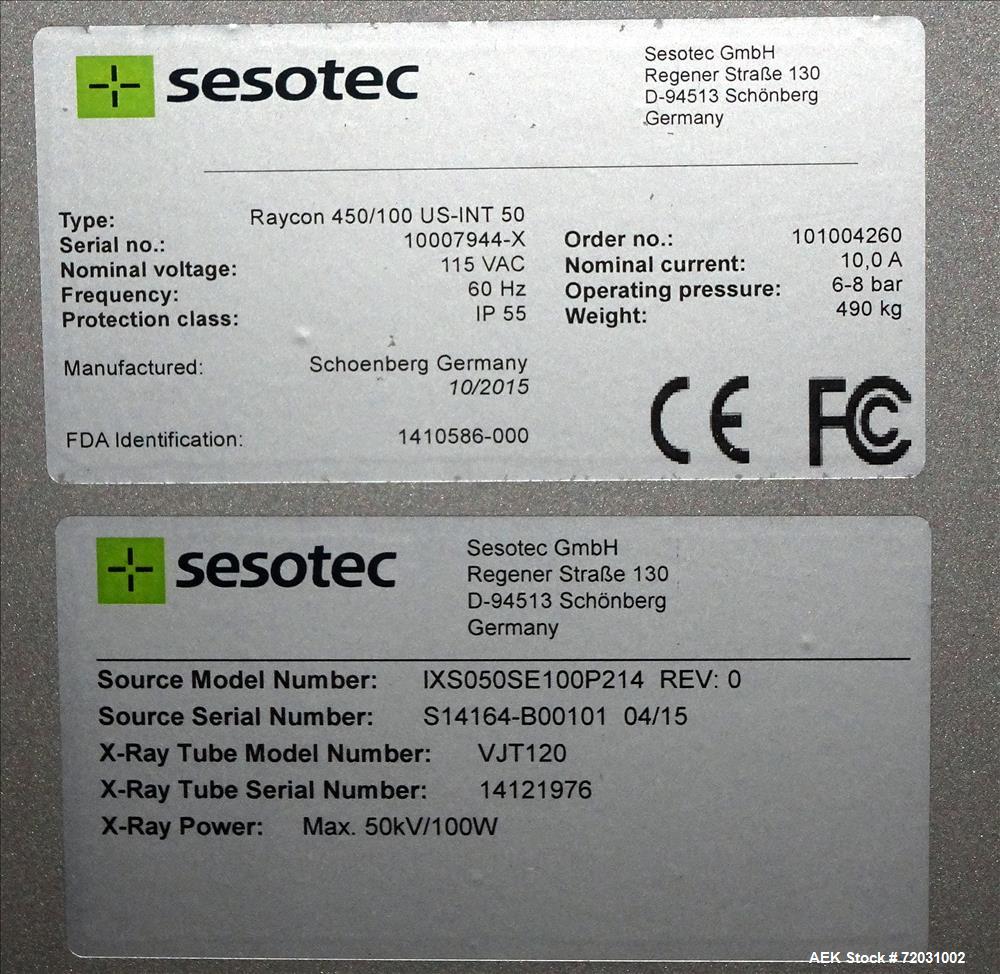 sesotec
Sesotec GmbH
Regener Straße 130
D-94513 Schönberg
Germany
Type: Raycon 450/100 US-INT 50
Serial no.: 10007944-X
Nominal voltage: 115 VAC
Frequency: 60 Hz
Protection class: IP 55
Order no.: 101004260
Nominal current: 10,0 A
Operating pressure: 6-8 bar
Weight: 490 kg
Manufactured: Schoenberg Germany
10/2015
FDA Identification: 1410586-000
CE FC
sesotec
Sesotec GmbH
Regener Straße 130
D-94513 Schönberg
Germany
Source Model Number: IXS050SE100P214 REV: 0
Source Serial Number: S14164-B00101 04/15
X-Ray Tube Model Number: VJT120
X-Ray Tube Serial Number: 14121976
X-Ray Power: Max. 50kV/100W
AEK Stock # 72031002